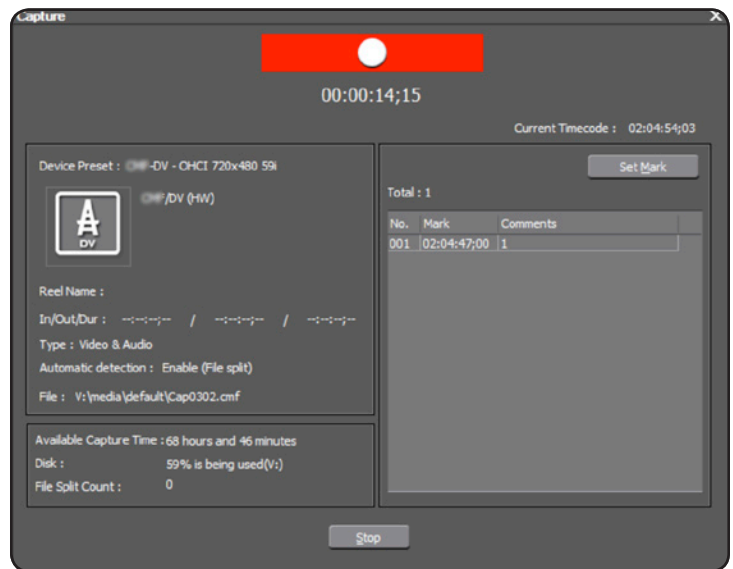 Capture
X
00:00:14;15
Current Timecode : 02:04:54;03
Device Preset : -DV - OHCI 720x480 59i
/DV (HW)
DV
Reel Name :
In/Out/Dur : --:--:--;-- / --:--:--;-- / --:--:--;--
Type : Video & Audio
Automatic detection : Enable (File split)
File : V:\media\default\Cap0302.cmf
Available Capture Time : 68 hours and 46 minutes
Disk : 59% is being used(V:)
File Split Count : 0
Set Mark
Total : 1
No. Mark Comments
001 02:04:47;00 1
Stop